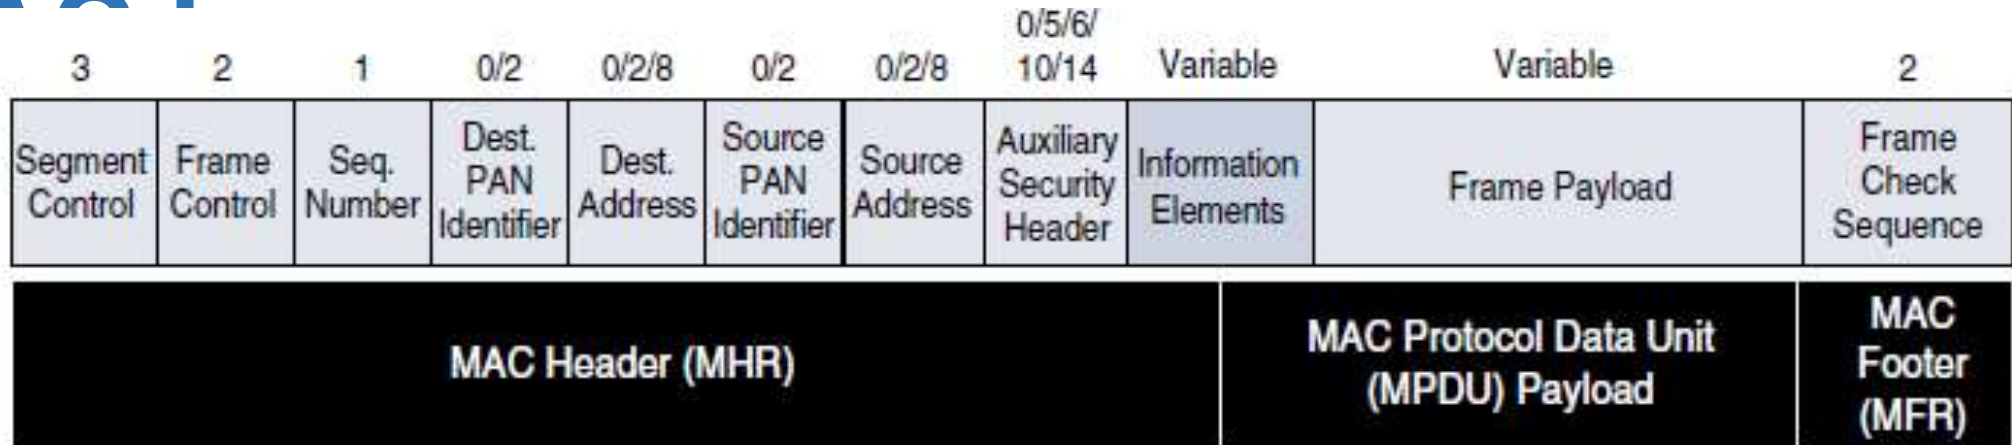 0/5/6/
3 2 1 0/2 0/2/8 0/2 0/2/8 10/14 Variable Variable 2
Segment
Control
Frame
Control
Seq.
Number
Dest.
PAN
Identifier
Dest.
Address
Source
PAN
Identifier
Source
Address
Auxiliary
Security
Header
Information
Elements
Frame Payload
Frame
Check
Sequence
MAC Header (MHR)
MAC Protocol Data Unit
(MPDU) Payload
MAC
Footer
(MFR)